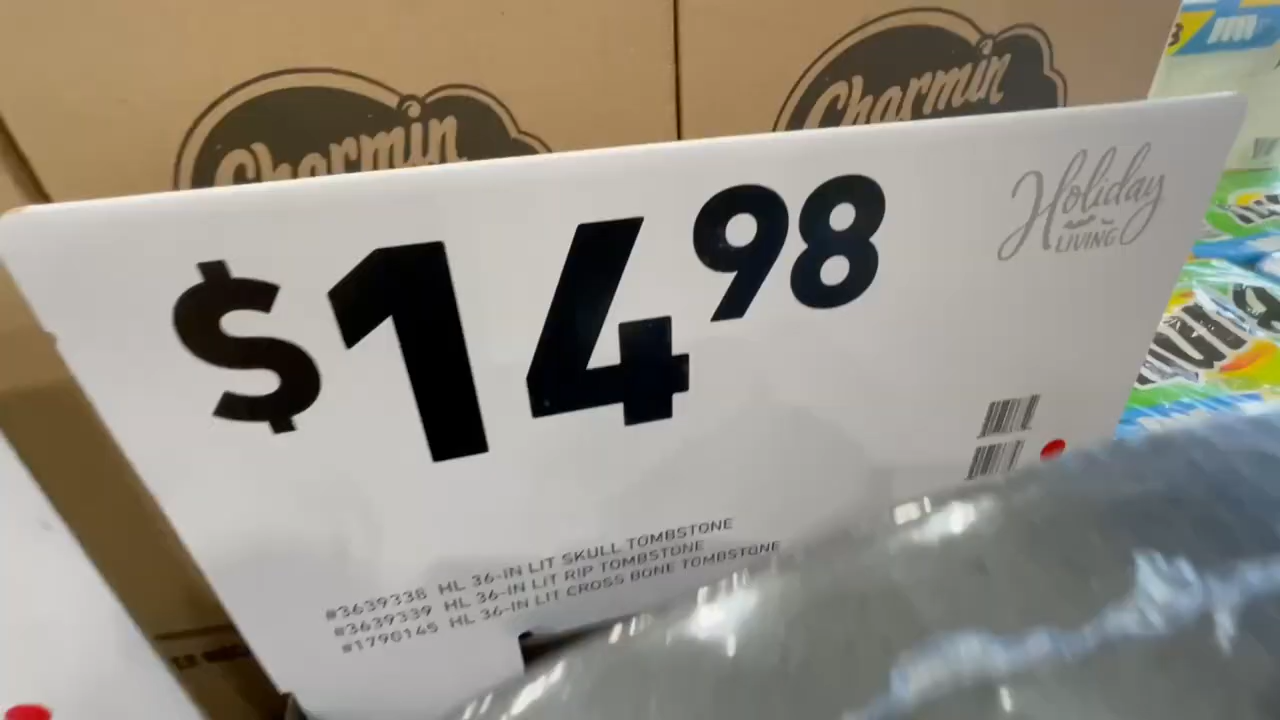 Charmin
Charmin
$14 98
Holiday
LIVING
#3639338 HL 36-IN LIT SKULL TOMBSTONE
#3639339 HL 36-IN LIT RIP TOMBSTONE
#1790145 HL 36-IN LIT CROSS BONE TOMBSTONE